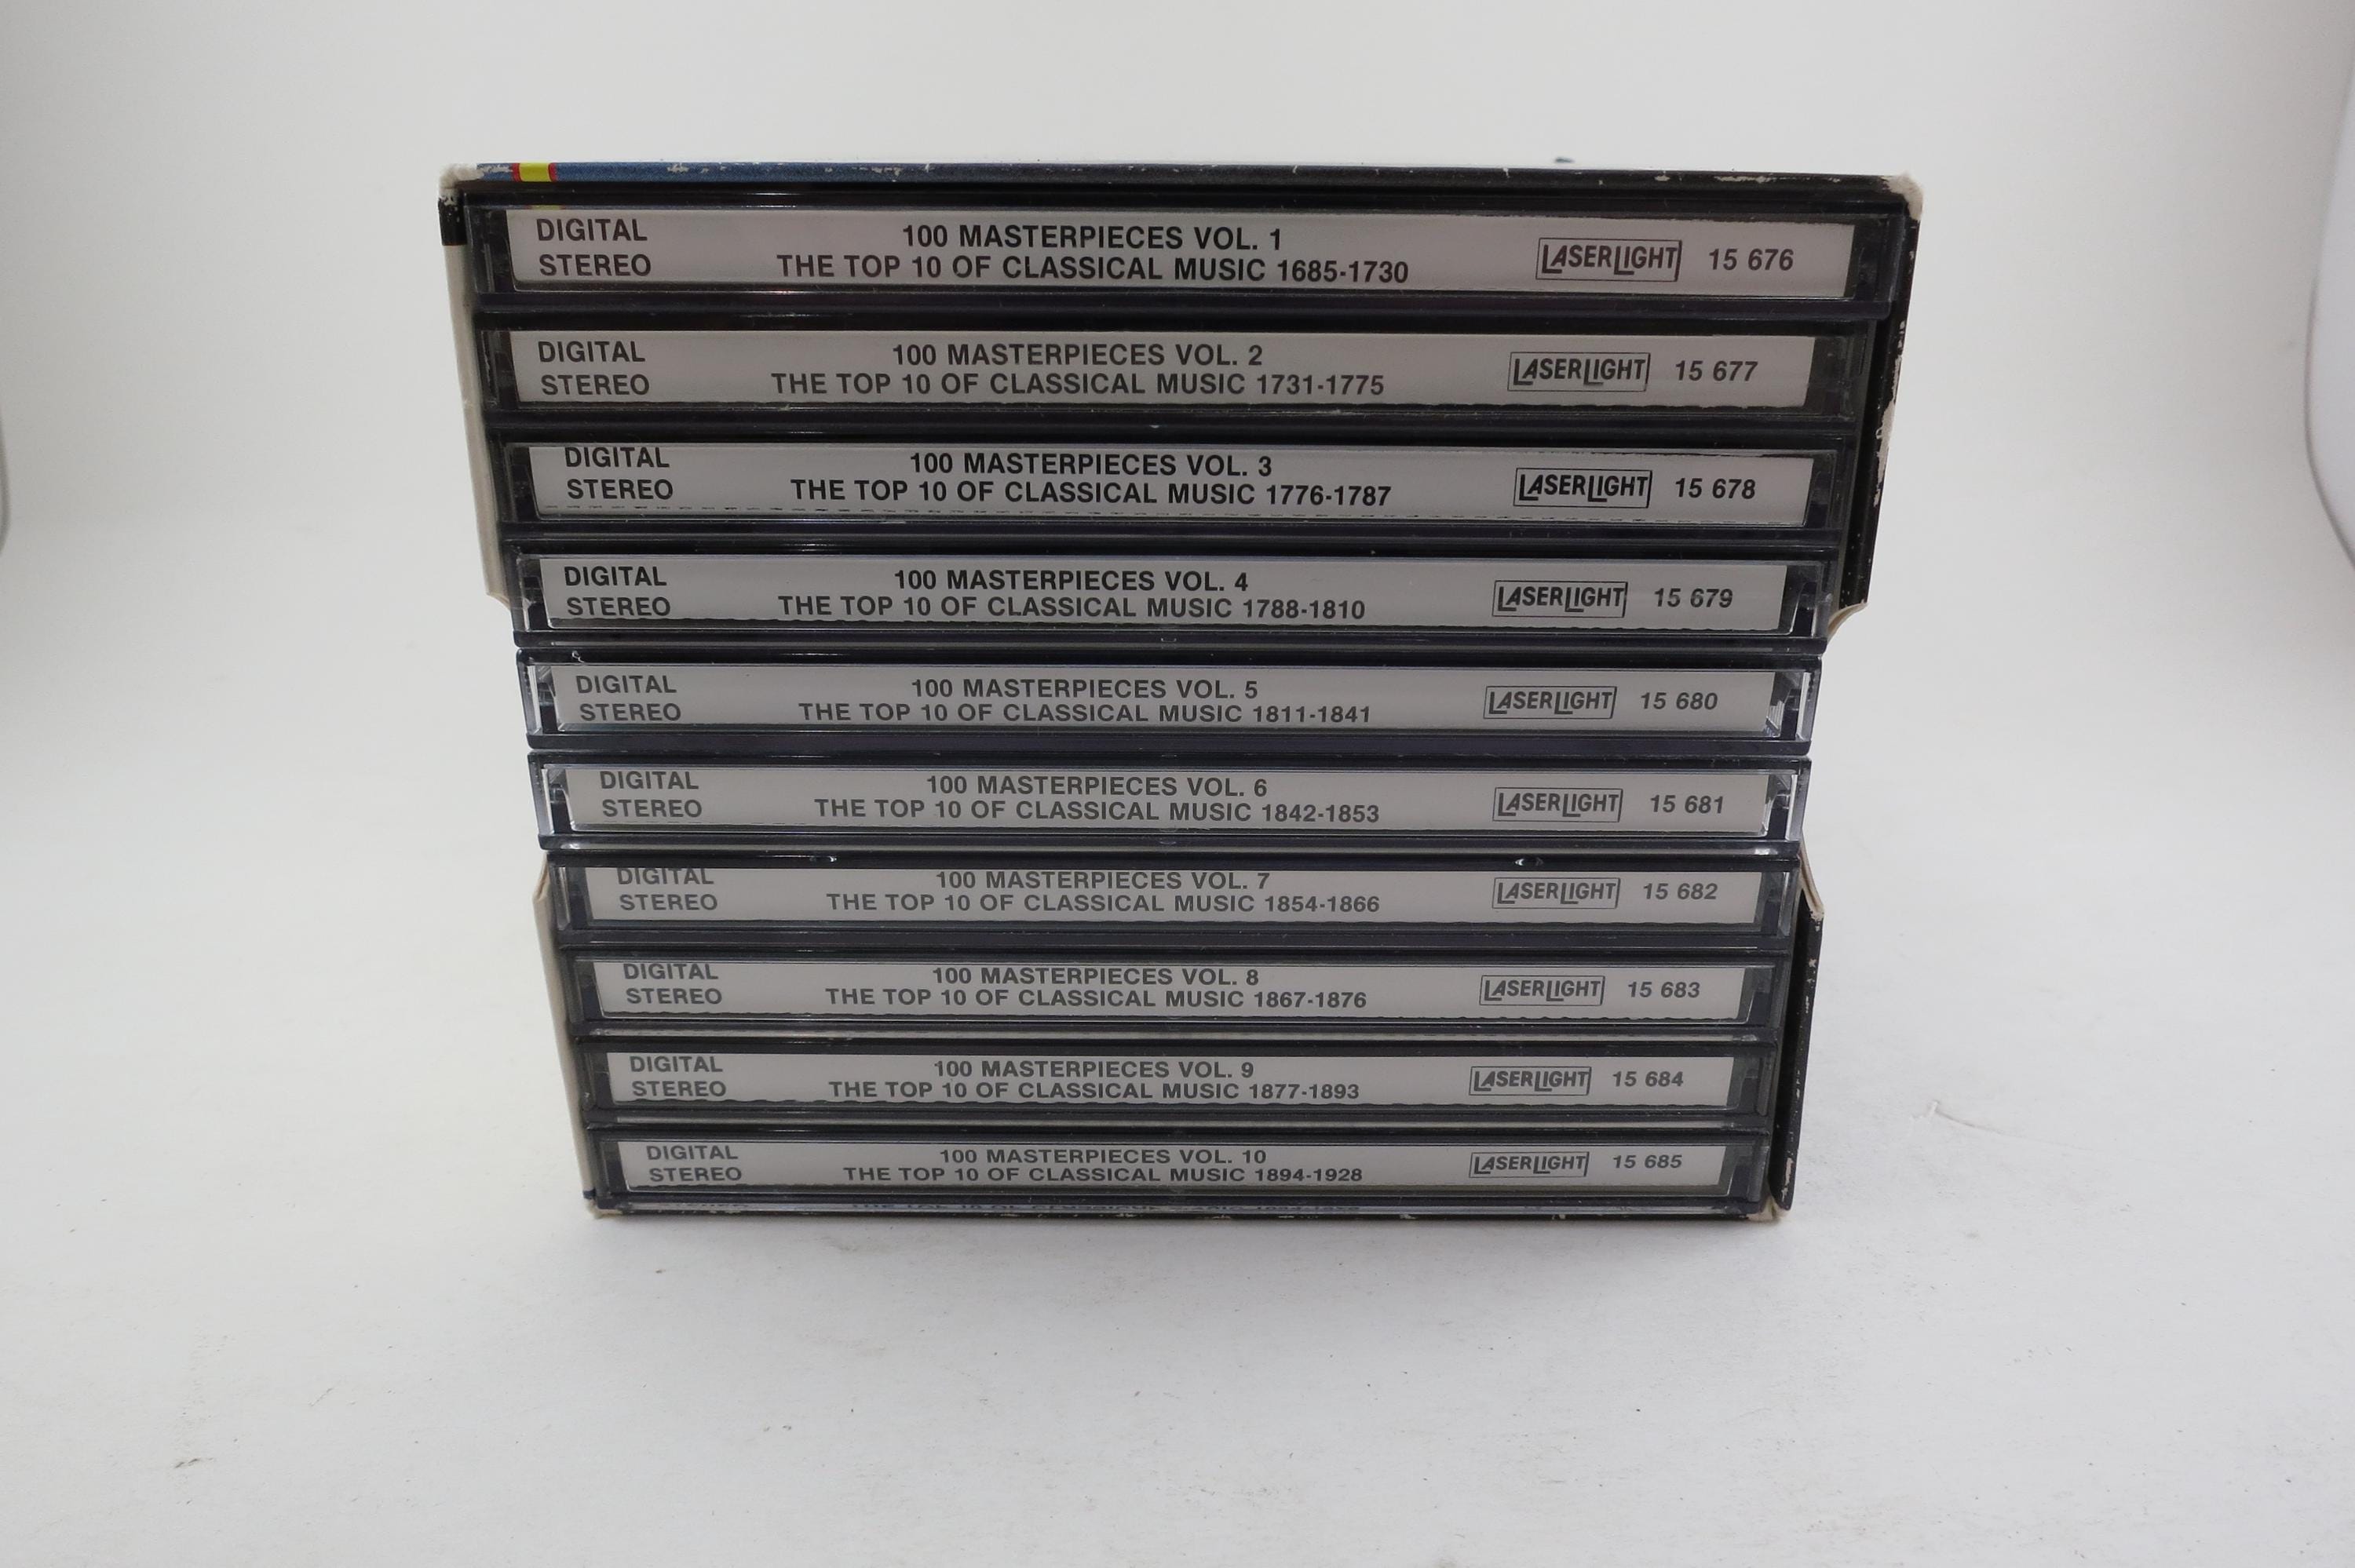 DIGITAL STEREO
100 MASTERPIECES VOL. 1
THE TOP 10 OF CLASSICAL MUSIC 1685-1730
LASERLIGHT 15 676
DIGITAL STEREO
100 MASTERPIECES VOL. 2
THE TOP 10 OF CLASSICAL MUSIC 1731-1775
LASERLIGHT 15 677
DIGITAL STEREO
100 MASTERPIECES VOL. 3
THE TOP 10 OF CLASSICAL MUSIC 1776-1787
LASERLIGHT 15 678
DIGITAL STEREO
100 MASTERPIECES VOL. 4
THE TOP 10 OF CLASSICAL MUSIC 1788-1810
LASERLIGHT 15 679
DIGITAL STEREO
100 MASTERPIECES VOL. 5
THE TOP 10 OF CLASSICAL MUSIC 1811-1841
LASERLIGHT 15 680
DIGITAL STEREO
100 MASTERPIECES VOL. 6
THE TOP 10 OF CLASSICAL MUSIC 1842-1853
LASERLIGHT 15 681
DIGITAL STEREO
100 MASTERPIECES VOL. 7
THE TOP 10 OF CLASSICAL MUSIC 1854-1866
LASERLIGHT 15 682
DIGITAL STEREO
100 MASTERPIECES VOL. 8
THE TOP 10 OF CLASSICAL MUSIC 1867-1876
LASERLIGHT 15 683
DIGITAL STEREO
100 MASTERPIECES VOL. 9
THE TOP 10 OF CLASSICAL MUSIC 1877-1893
LASERLIGHT 15 684
DIGITAL STEREO
100 MASTERPIECES VOL. 10
THE TOP 10 OF CLASSICAL MUSIC 1894-1928
LASERLIGHT 15 685